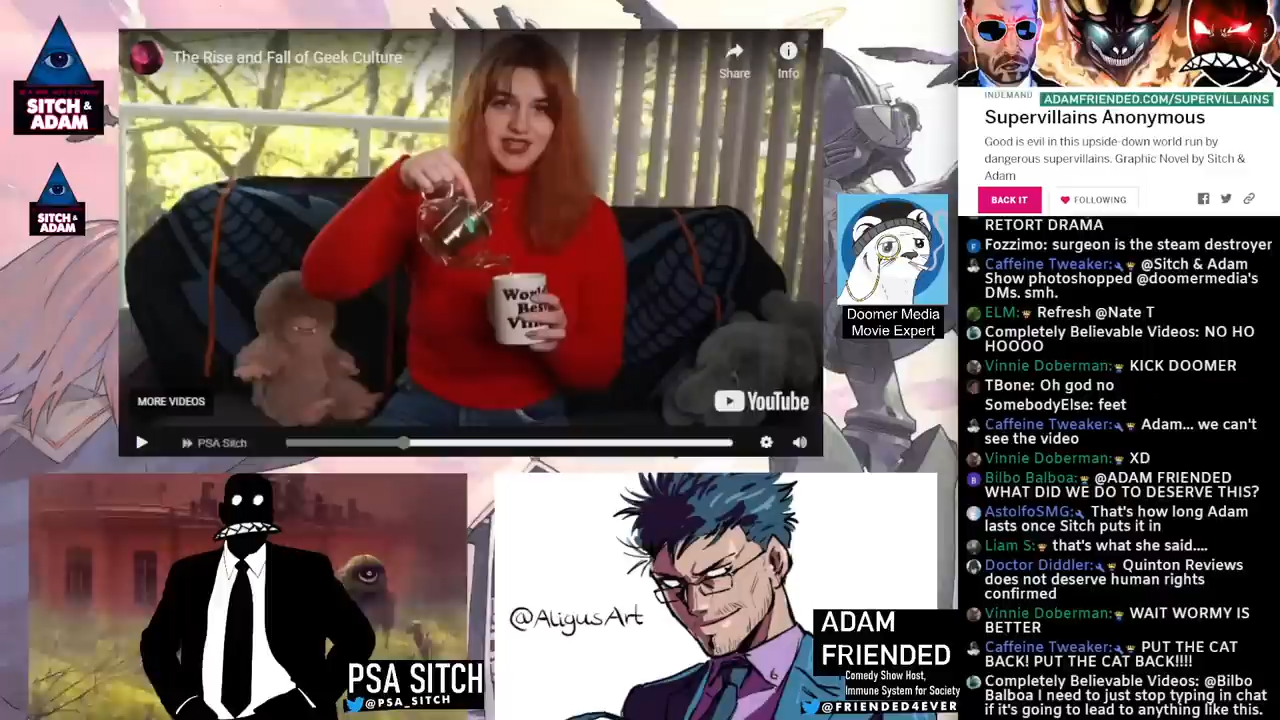 SITCH &
ADAM
SITCH &
ADAM
The Rise and Fall of Geek Culture
Share
Info
World's
Best
MORE VIDEOS
YouTube
PSA Sitch
Doomer Media
Movie Expert
@AligusArt
PSA SITCH
@PSA_SITCH
ADAM
FRIENDED
Comedy Show Host,
Immune System for Society
@FRIENDED4EVER
INDEMAND
ADAMFRIENDED.COM/SUPERVILLAINS
Supervillains Anonymous
Good is evil in this upside-down world run by
dangerous supervillains. Graphic Novel by Sitch &
Adam
BACK IT
FOLLOWING
RETORT DRAMA
Fozzimo: surgeon is the steam destroyer
Caffeine Tweaker: @Sitch & Adam
Show photoshopped @doomermedia's
DMs. smh.
ELM: Refresh @Nate T
Completely Believable Videos: NO HO
HOOOO
Vinnie Doberman: KICK DOOMER
TBone: Oh god no
SomebodyElse: feet
Caffeine Tweaker: Adam... we can't
see the video
Vinnie Doberman: XD
Bilbo Balboa: @ADAM FRIENDED
WHAT DID WE DO TO DESERVE THIS?
AstolfoSMG: That's how long Adam
lasts once Sitch puts it in
Liam S: that's what she said....
Doctor Diddler: Quinton Reviews
does not deserve human rights
confirmed
Vinnie Doberman: WAIT WORMY IS
BETTER
Caffeine Tweaker: PUT THE CAT
BACK! PUT THE CAT BACK!!!!
Completely Believable Videos: @Bilbo
Balboa I need to just stop typing in chat
if it's going to lead to anything like this.